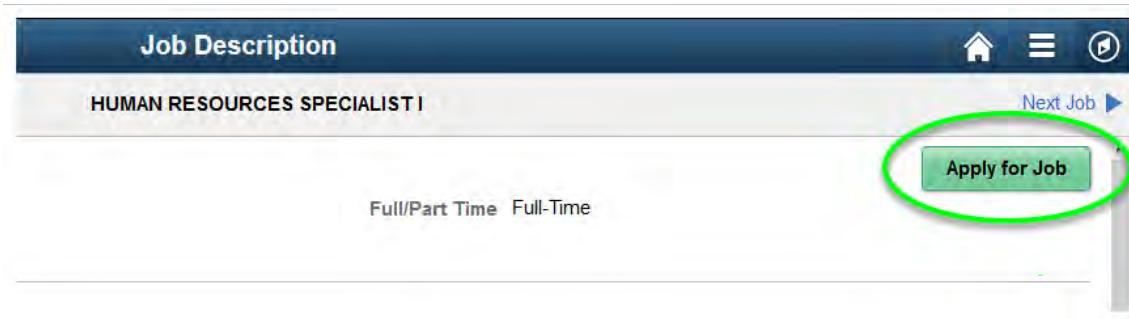 Job Description
HUMAN RESOURCES SPECIALIST I
Next Job
Apply for Job
Full/Part Time Full-Time